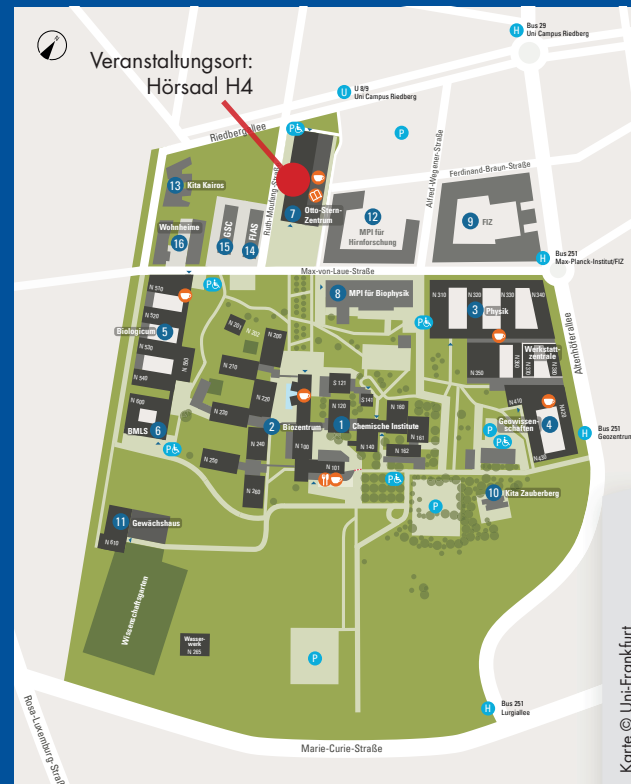 Bus 29
Uni Campus Riedberg
H
Veranstaltungsort:
Hörsaal H4
U 8/9
Uni Campus Riedberg
U
Riedbergallee
P
P
Alfred-Wegener-Straße
Ferdinand-Braun-Straße
Ruth-Moufang-Straße
13 Kita Kairos
Wohnheime
16
GSC
15
FIAS
14
7 Otto-Stern-
Zentrum
12
MPI für
Hirnforschung
9 FIZ
H
Bus 251
Max-Planck-Institut/FIZ
Max-von-Laue-Straße
Altenhöferallee
P
8 MPI für Biophysik
N 510
N 520
Biologicum 5
N 530
N 540
N 550
N 600
BMLS 6
P
N 201
N 202
N 200
N 210
N 220
N 230
N 240
N 250
N 260
2 Biozentrum
N 100
N 101
S 121
N 120
S 141
N 160
1 Chemische Institute
N 140
N 161
N 162
P
P
N 310
N 320
N 330
N 340
3 Physik
N 350
N 360
Werkstatt-
zentrale
N 410
N 420
N 430
Geowissen-
schaften
4
P
P
H
Bus 251
Geozentrum
10 Kita Zauberberg
P
11 Gewächshaus
N 610
Wissenschaftsgarten
Wasser-
werk
N 265
P
H
Bus 251
Lurgiallee
Marie-Curie-Straße
Rosa-Luxemburg-Straß
Karte © Uni-Frankfurt